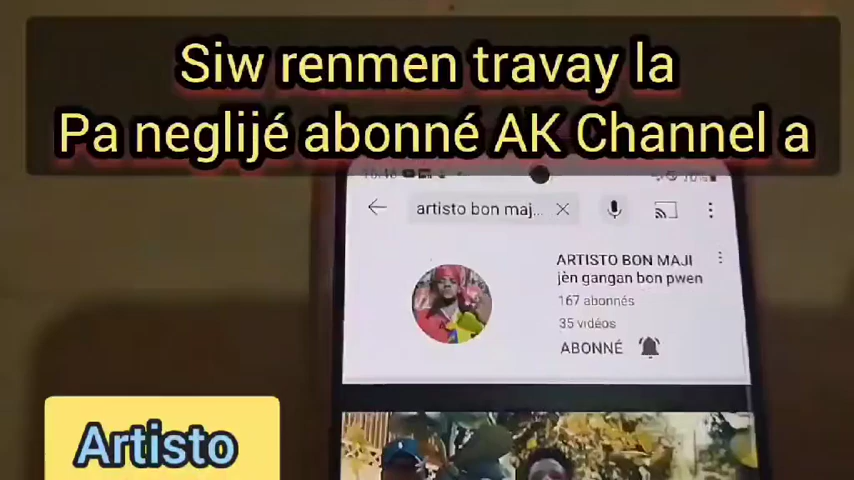 Siw renmen travay la
Pa neglijé abonné AK Channel a
artisto bon maj...
ARTISTO BON MAJI
jèn gangan bon pwen
167 abonnés
35 vidéos
ABONNÉ
Artisto